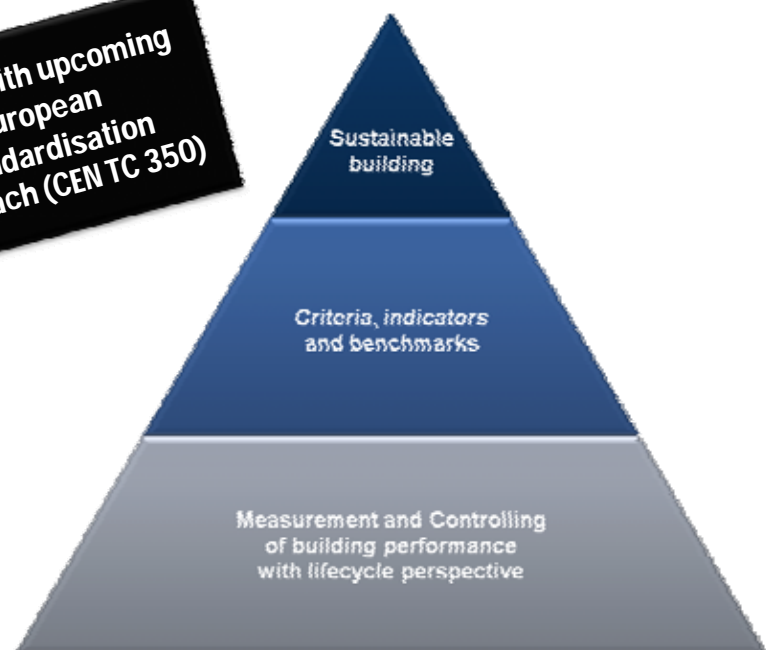 ith upcoming
uropean
dardisation
ach (CEN TC 350)
Sustainable
building
Criteria, indicators
and benchmarks
Measurement and Controlling
of building performance
with lifecycle perspective